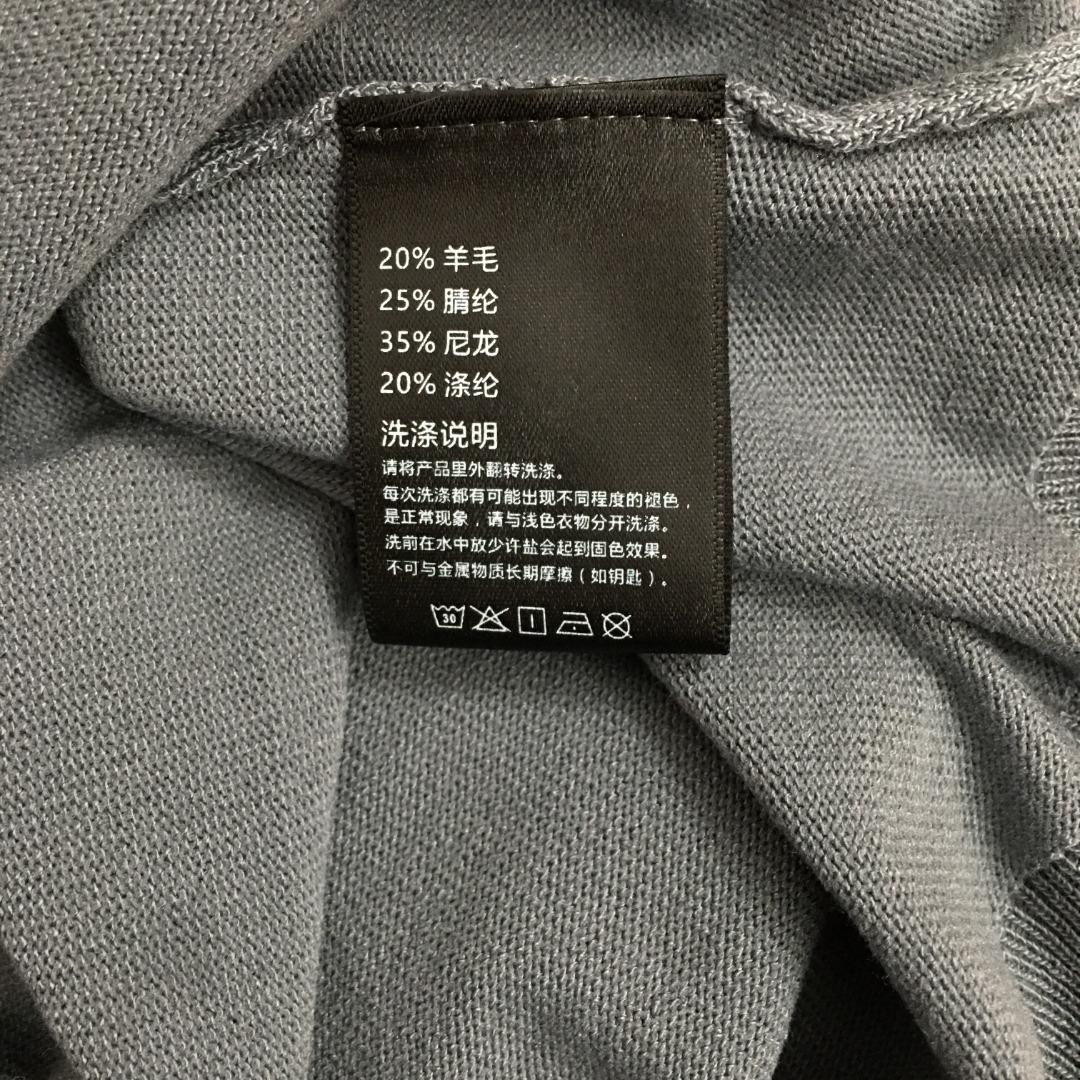 20% 羊毛
25% 腈纶
35% 尼龙
20% 涤纶
洗涤说明
请将产品里外翻转洗涤。
每次洗涤都有可能出现不同程度的褪色，
是正常现象，请与浅色衣物分开洗涤。
洗前在水中放少许盐会起到固色效果。
不可与金属物质长期摩擦（如钥匙）。
30